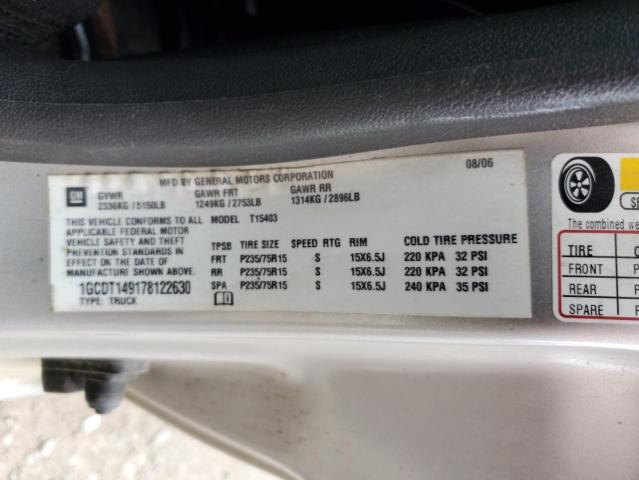 MFD BY GENERAL MOTORS CORPORATION 08/06
GM GVWR GAWR FRT GAWR RR
2336KG / 5150LB 1249KG / 2753LB 1314KG / 2896LB
THIS VEHICLE CONFORMS TO ALL MODEL T15403
APPLICABLE FEDERAL MOTOR
VEHICLE SAFETY AND THEFT TPSB TIRE SIZE SPEED RTG RIM COLD TIRE PRESSURE
PREVENTION STANDARDS IN FRT P235/75R15 S 15X6.5J 220 KPA 32 PSI
EFFECT ON THE DATE OF RR P235/75R15 S 15X6.5J 220 KPA 32 PSI
MANUFACTURE SHOWN ABOVE. SPA P235/75R15 S 15X6.5J 240 KPA 35 PSI
1GCDT149178122630
TYPE: TRUCK
SE
The combined we
TIRE C
FRONT P
REAR P
SPARE P